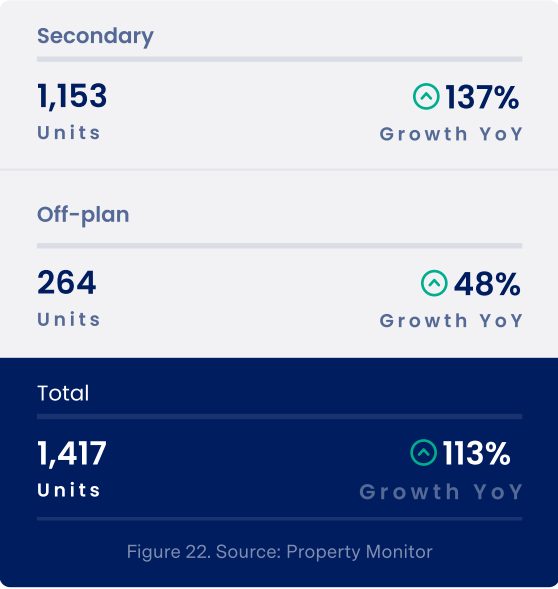 Secondary
1,153 137%
Units Growth YoY
Off-plan
264 48%
Units Growth YoY
Total
1,417 113%
Units Growth YoY
Figure 22. Source: Property Monitor